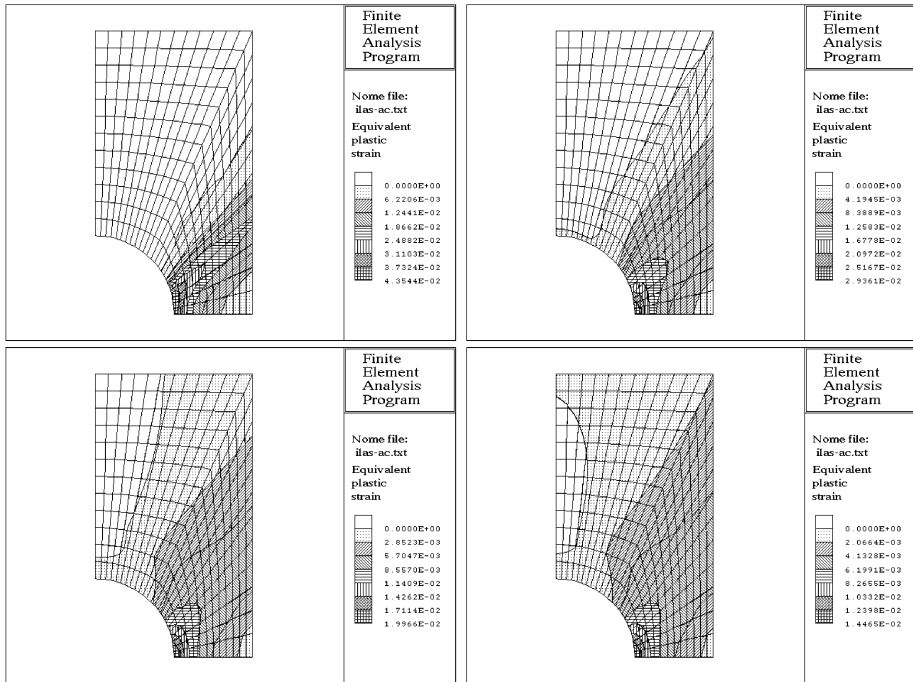 Finite
Element
Analysis
Program
Nome file:
ilas-ac.txt
Equivalent
plastic
strain
0.0000E+00
6.2206E-03
1.2441E-02
1.8662E-02
2.4882E-02
3.1103E-02
3.7324E-02
4.3544E-02
Finite
Element
Analysis
Program
Nome file:
ilas-ac.txt
Equivalent
plastic
strain
0.0000E+00
4.1945E-03
8.3889E-03
1.2583E-02
1.6778E-02
2.0972E-02
2.5167E-02
2.9361E-02
Finite
Element
Analysis
Program
Nome file:
ilas-ac.txt
Equivalent
plastic
strain
0.0000E+00
2.8523E-03
5.7047E-03
8.5570E-03
1.1409E-02
1.4262E-02
1.7114E-02
1.9966E-02
Finite
Element
Analysis
Program
Nome file:
ilas-ac.txt
Equivalent
plastic
strain
0.0000E+00
2.0664E-03
4.1328E-03
6.1991E-03
8.2655E-03
1.0332E-02
1.2398E-02
1.4465E-02